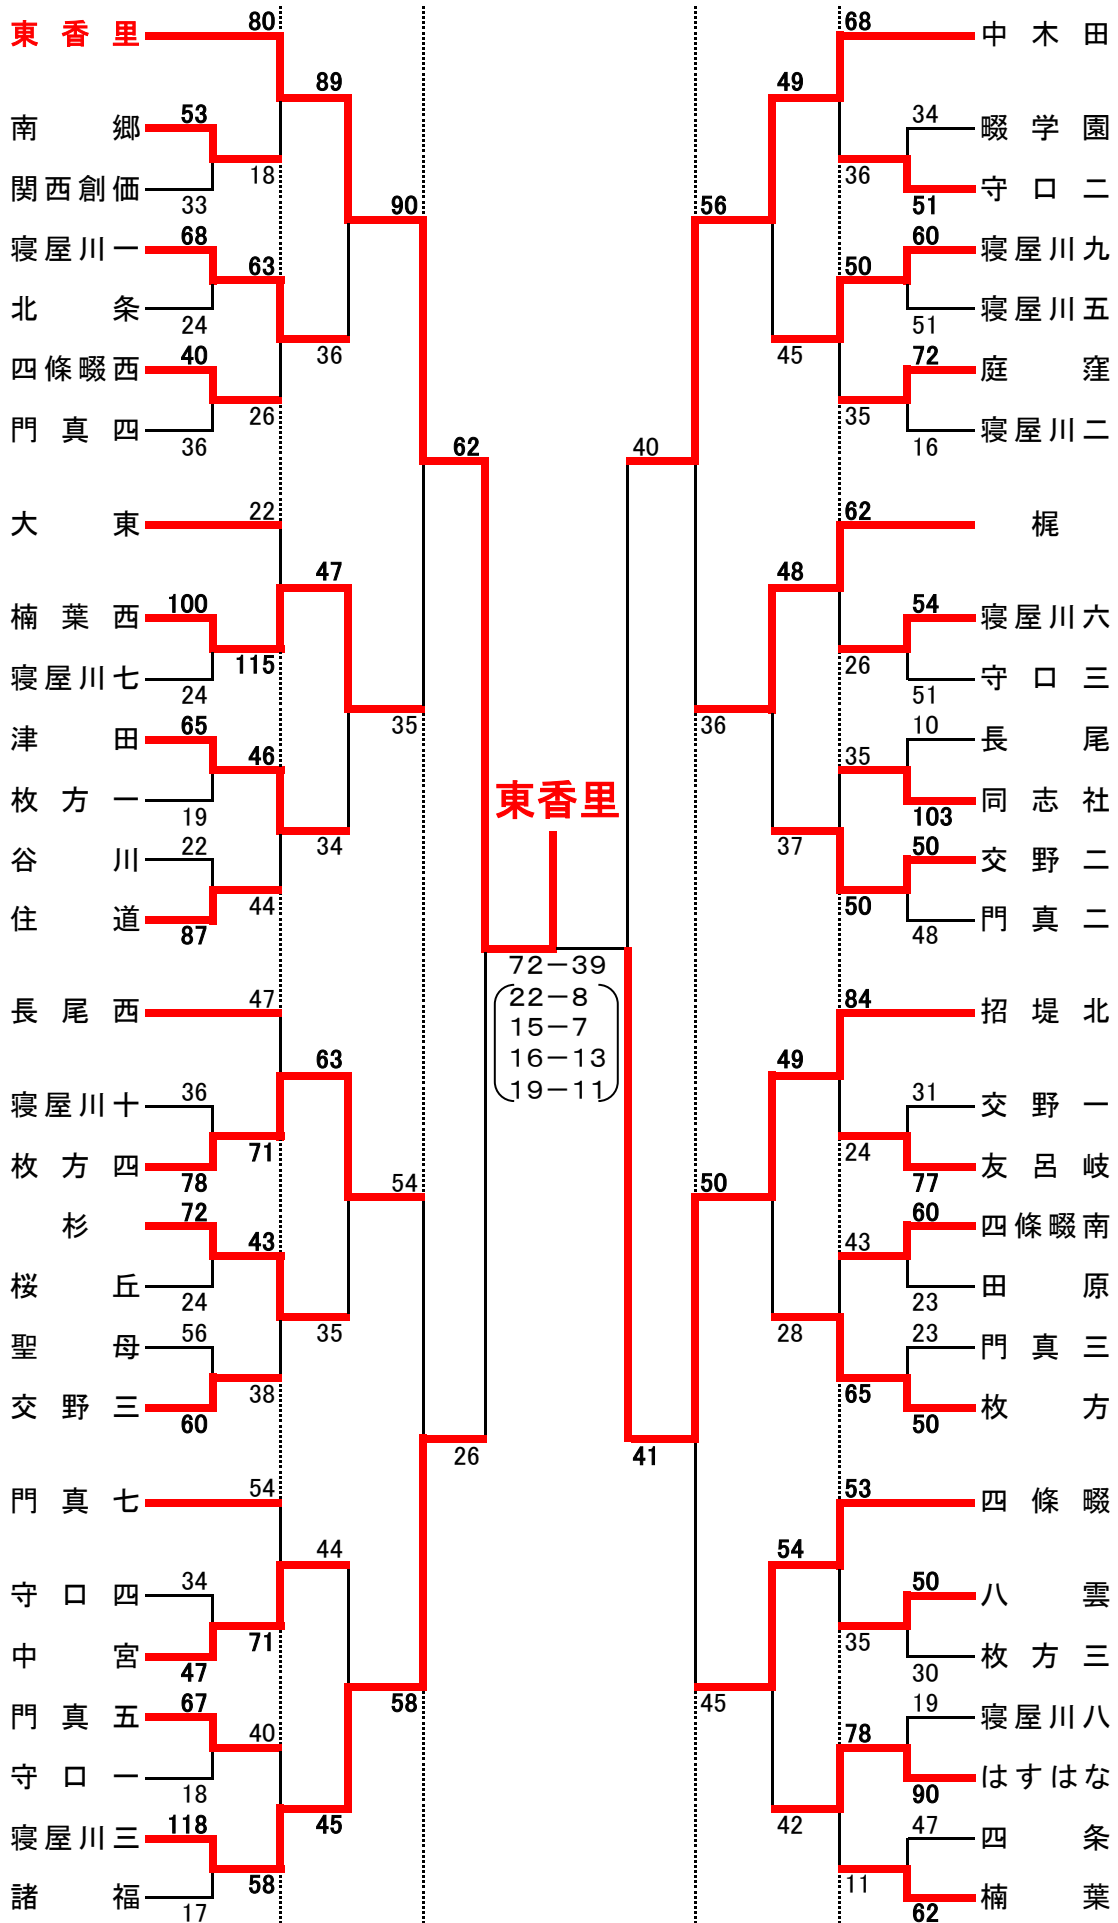 東香里 80 68 中木田
89 49
南郷 53 34 畷学園
18 36
関西創価 33 51 守口二
90 56
寝屋川一 68 60 寝屋川九
63 50
北条 24 51 寝屋川五
36 45
四條畷西 40 72 庭窪
26 35
門真四 36 16 寝屋川二
62 40
大東 22 62 梶
47 48
楠葉西 100 54 寝屋川六
115 26
寝屋川七 24 51 守口三
35 36
津田 65 10 長尾
46 35
枚方一 19 103 同志社
東香里
34 37
谷川 22 50 交野二
44 50
住道 87 48 門真二
72-39
22-8
15-7
16-13
19-11
長尾西 47 84 招堤北
63 49
寝屋川十 36 31 交野一
71 24
枚方四 78 77 友呂岐
54 50
杉 72 60 四條畷南
43 43
桜丘 24 23 田原
35 28
聖母 56 23 門真三
38 65
交野三 60 50 枚方
26 41
門真七 54 53 四條畷
44 54
守口四 34 50 八雲
71 35
中宮 47 30 枚方三
58 45
門真五 67 19 寝屋川八
40 78
守口一 18 90 はすはな
45 42
寝屋川三 118 47 四条
58 11
諸福 17 62 楠葉